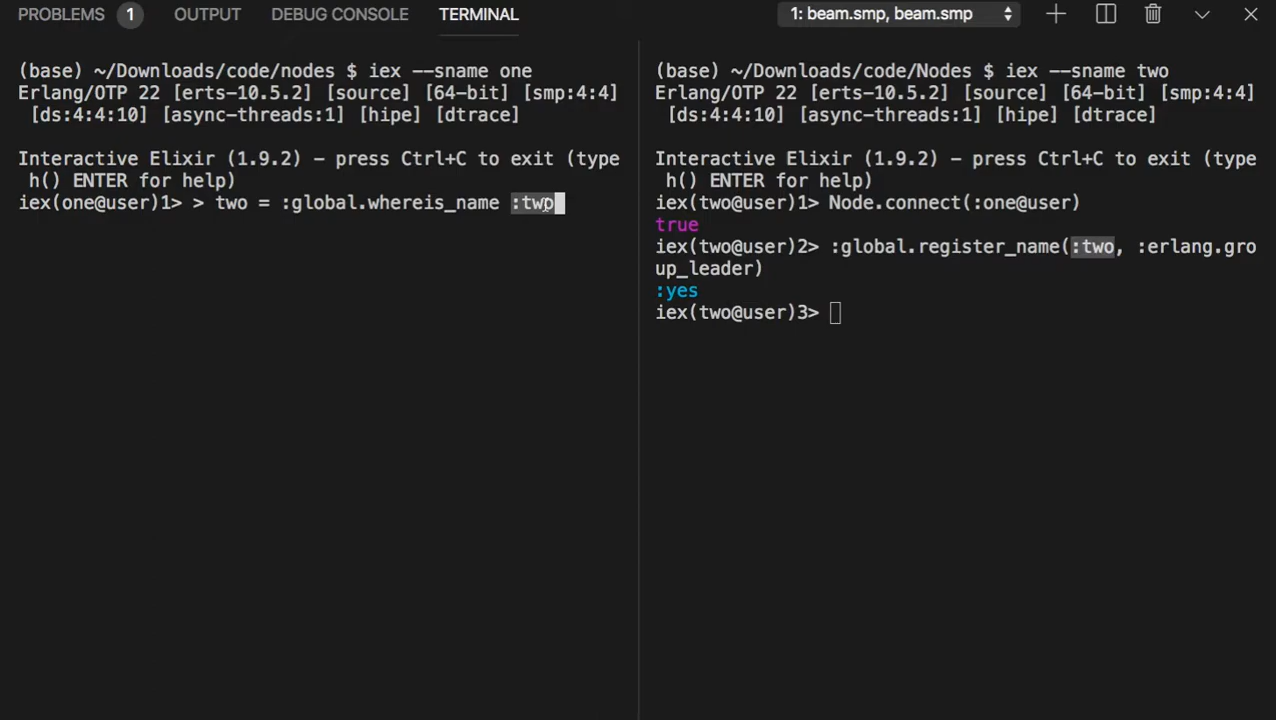 PROBLEMS 1 OUTPUT DEBUG CONSOLE TERMINAL 1: beam.smp, beam.smp
(base) ~/Downloads/code/nodes $ iex --sname one
Erlang/OTP 22 [erts-10.5.2] [source] [64-bit] [smp:4:4]
[ds:4:4:10] [async-threads:1] [hipe] [dtrace]
Interactive Elixir (1.9.2) - press Ctrl+C to exit (type
h() ENTER for help)
iex(one@user)1> > two = :global.whereis_name :two
(base) ~/Downloads/code/Nodes $ iex --sname two
Erlang/OTP 22 [erts-10.5.2] [source] [64-bit] [smp:4:4]
[ds:4:4:10] [async-threads:1] [hipe] [dtrace]
Interactive Elixir (1.9.2) - press Ctrl+C to exit (type
h() ENTER for help)
iex(two@user)1> Node.connect(:one@user)
true
iex(two@user)2> :global.register_name(:two, :erlang.gro
up_leader)
:yes
iex(two@user)3>